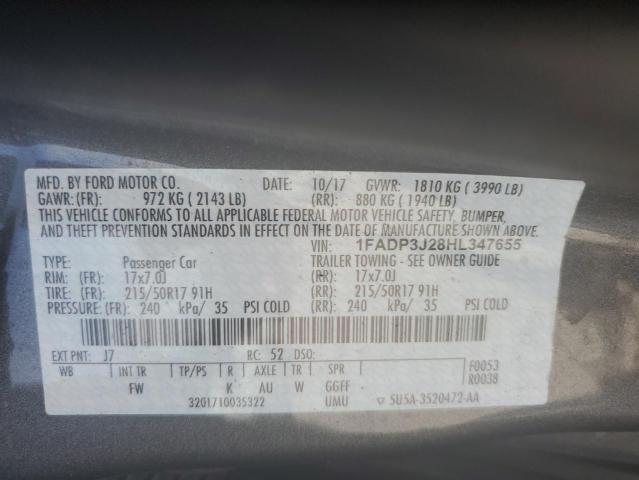 MFD. BY FORD MOTOR CO. DATE: 10/17 GVWR: 1810 KG ( 3990 LB)
GAWR: (FR): 972 KG ( 2143 LB) (RR): 880 KG ( 1940 LB)
THIS VEHICLE CONFORMS TO ALL APPLICABLE FEDERAL MOTOR VEHICLE SAFETY, BUMPER,
AND THEFT PREVENTION STANDARDS IN EFFECT ON THE DATE OF MANUFACTURE SHOWN ABOVE.
VIN: 1FADP3J28HL347655
TYPE: Passenger Car TRAILER TOWING - SEE OWNER GUIDE
RIM: (FR): 17x7.0J (RR): 17x7.0J
TIRE: (FR): 215/50R17 91H (RR): 215/50R17 91H
PRESSURE: (FR): 240 kPa/ 35 PSI COLD (RR): 240 kPa/ 35 PSI COLD
EXT PNT: J7 RC: 52 DSO: F0053
WB INT TR TP/PS R AXLE TR SPR R0038
FW K AU W GGFF
3201710035322 UMU ▽ 5USA-3520472-AA